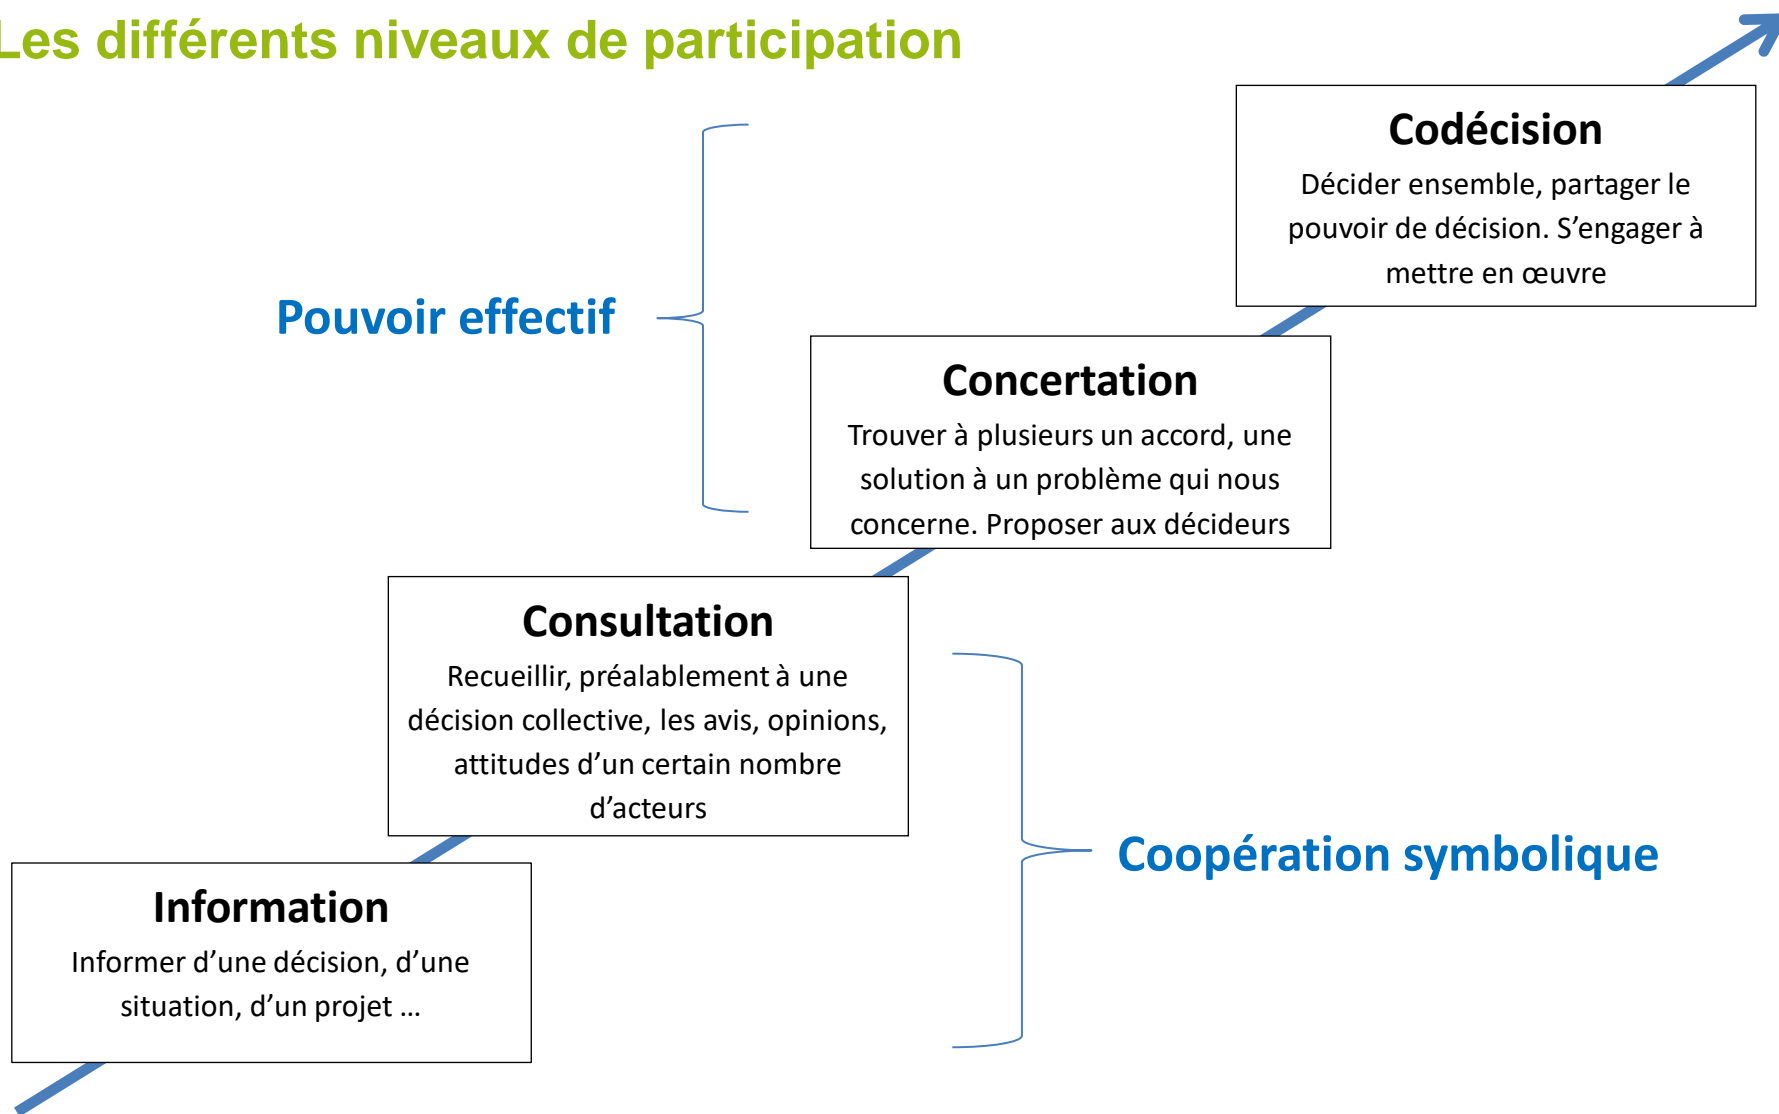 Les différents niveaux de participation
Codécision
Décider ensemble, partager le
pouvoir de décision. S’engager à
mettre en œuvre
Pouvoir effectif
Concertation
Trouver à plusieurs un accord, une
solution à un problème qui nous
concerne. Proposer aux décideurs
Consultation
Recueillir, préalablement à une
décision collective, les avis, opinions,
attitudes d’un certain nombre
d’acteurs
Coopération symbolique
Information
Informer d’une décision, d’une
situation, d’un projet …